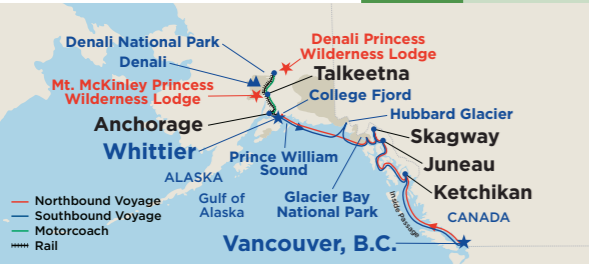 Denali National Park
Denali Princess
Wilderness Lodge
Denali
Talkeetna
Mt. McKinley Princess
Wilderness Lodge
College Fjord
Hubbard Glacier
Anchorage
Skagway
Whittier
Prince William
Sound
Juneau
ALASKA
Glacier Bay
National Park
Ketchikan
Gulf of
Alaska
Inside Passage
CANADA
Vancouver, B.C.
Northbound Voyage
Southbound Voyage
Motorcoach
Rail